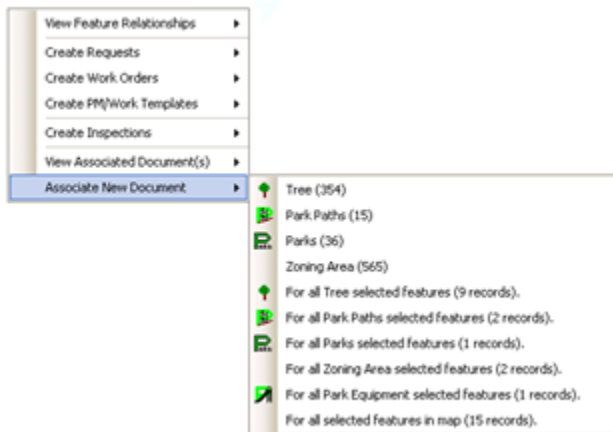 View Feature Relationships
Create Requests
Create Work Orders
Create PM/Work Templates
Create Inspections
View Associated Document(s)
Associate New Document
Tree (354)
Park Paths (15)
Parks (36)
Zoning Area (565)
For all Tree selected features (9 records).
For all Park Paths selected features (2 records).
For all Parks selected features (1 records).
For all Zoning Area selected features (2 records).
For all Park Equipment selected features (1 records).
For all selected features in map (15 records).